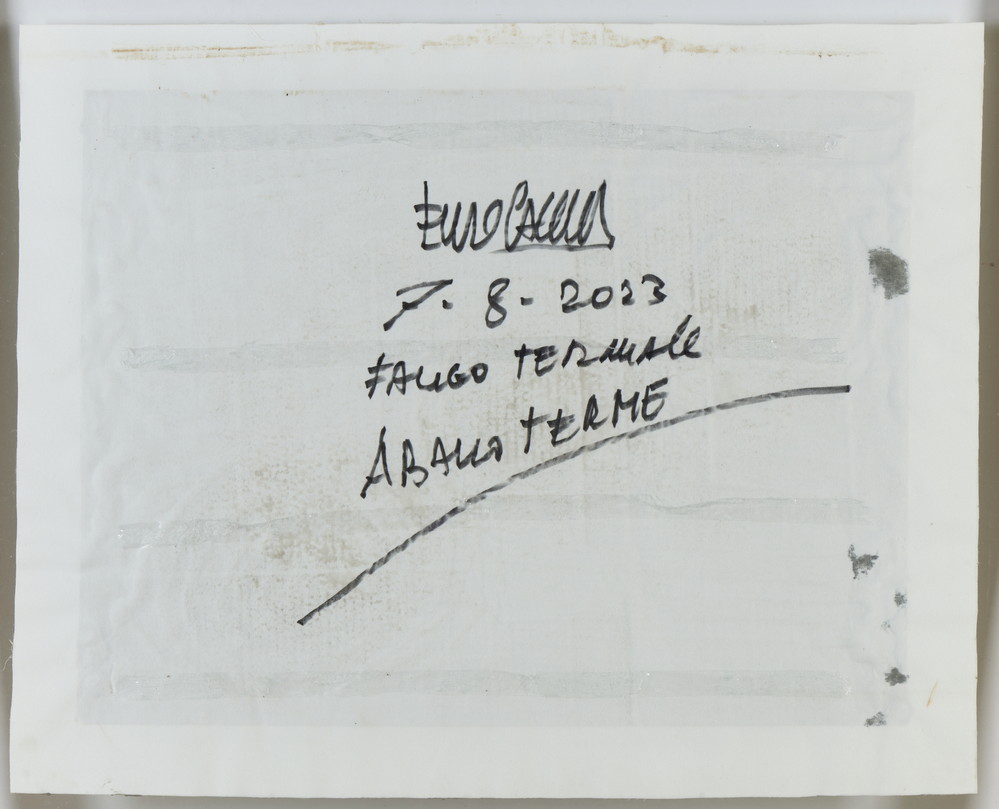 7. 8 - 2023
FANGO TERMALE
ABANO TERME